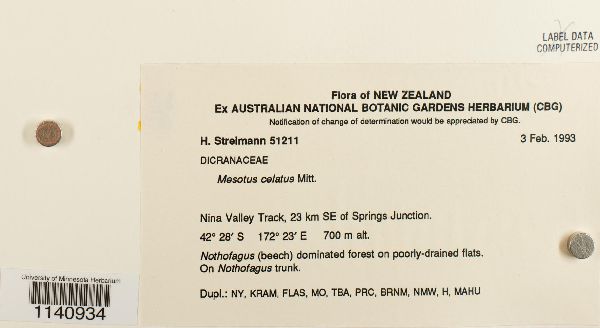 LABEL DATA
COMPUTERIZED
Flora of NEW ZEALAND
Ex AUSTRALIAN NATIONAL BOTANIC GARDENS HERBARIUM (CBG)
Notification of change of determination would be appreciated by CBG.
H. Streimann 51211 3 Feb. 1993
DICRANACEAE
Mesotus celatus Mitt.
Nina Valley Track, 23 km SE of Springs Junction.
42° 28′ S 172° 23′ E 700 m alt.
Nothofagus (beech) dominated forest on poorly-drained flats.
On Nothofagus trunk.
Dupl.: NY, KRAM, FLAS, MO, TBA, PRC, BRNM, NMW, H, MAHU
University of Minnesota Herbarium
1140934